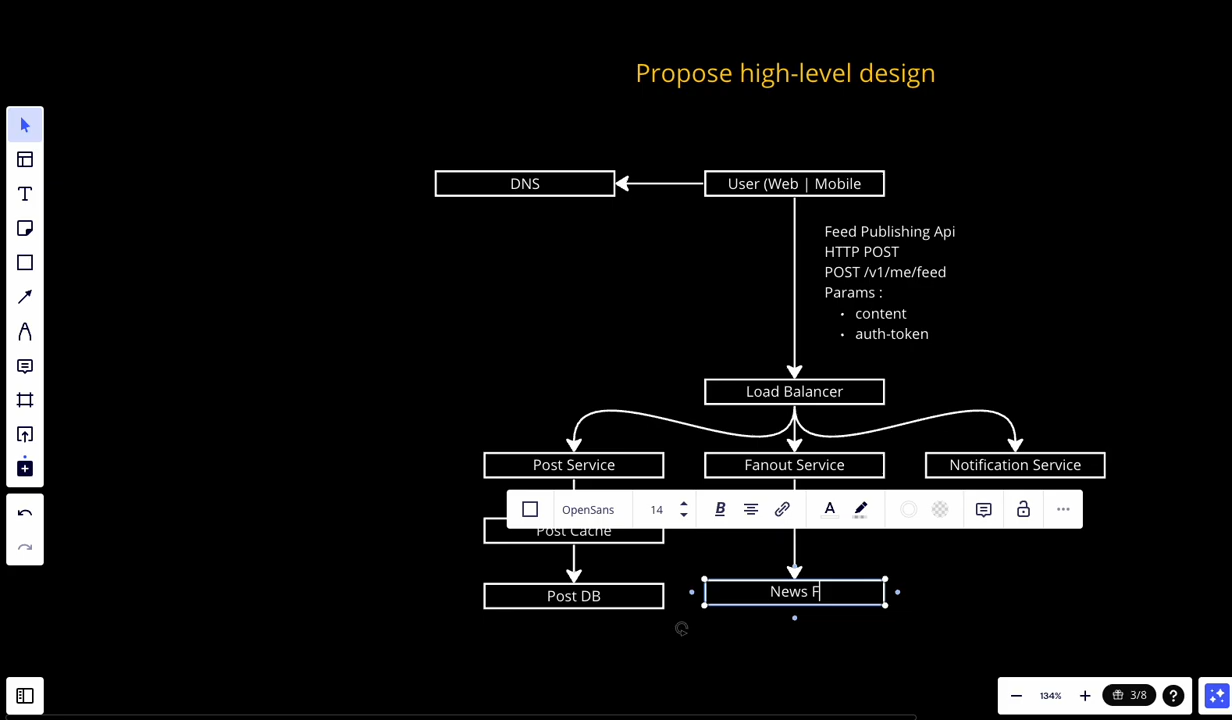 Propose high-level design
DNS
User (Web | Mobile
Feed Publishing Api
HTTP POST
POST /v1/me/feed
Params :
• content
• auth-token
Load Balancer
Post Service
Fanout Service
Notification Service
OpenSans
14
B
A
Post Cache
News F
Post DB
134%
3/8
?